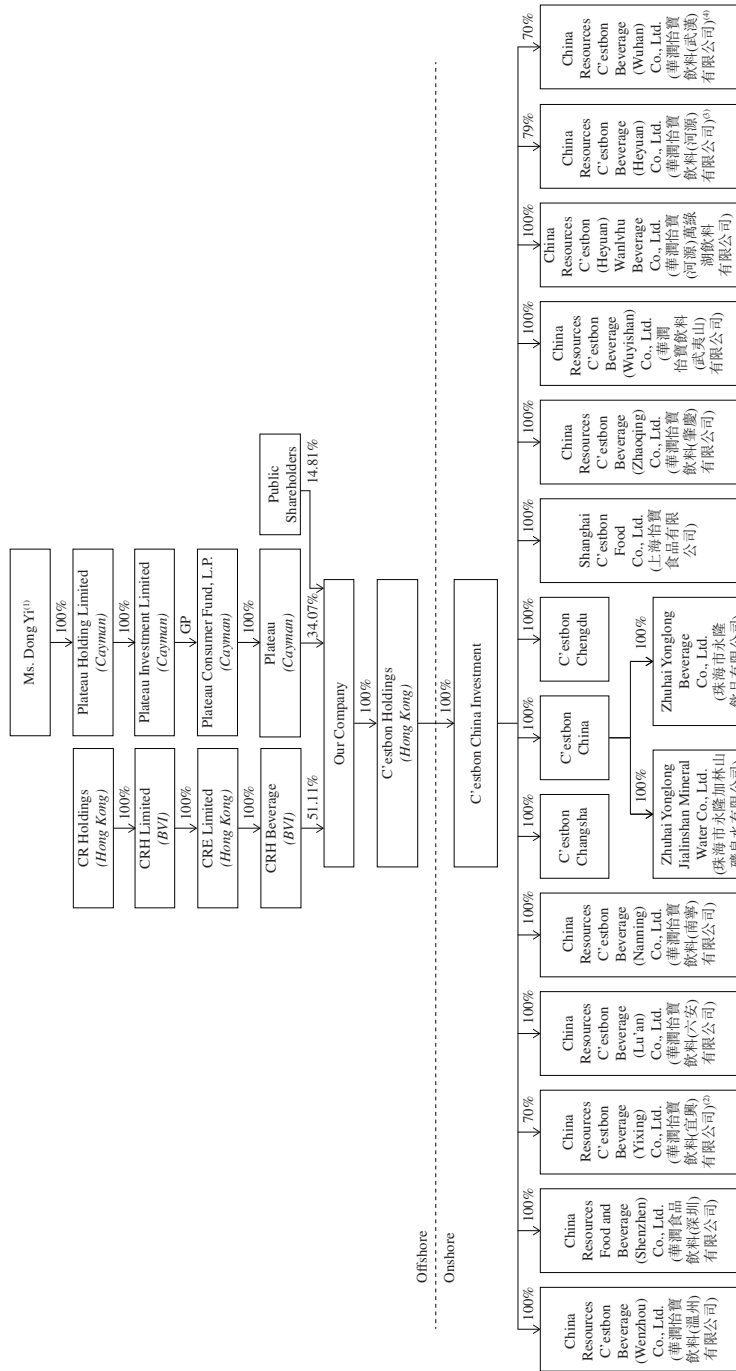 Ms. Dong Yi(1)
100%
CR Holdings
(Hong Kong)
Plateau Holding Limited
(Cayman)
100%
100%
CRH Limited
(BVI)
Plateau Investment Limited
(Cayman)
100%
GP
CRE Limited
(Hong Kong)
Plateau Consumer Fund, L.P.
(Cayman)
100%
100%
CRH Beverage
(BVI)
Plateau
(Cayman)
Public
Shareholders
51.11%
34.07%
14.81%
Our Company
100%
C'estbon Holdings
(Hong Kong)
Offshore
Onshore
100%
C'estbon China Investment
100%
100%
70%
100%
100%
100%
100%
100%
100%
100%
100%
100%
79%
70%
China
Resources
C'estbon
Beverage
(Wenzhou)
Co., Ltd.
(華潤怡寶
飲料(溫州)
有限公司)
China
Resources
Food and
Beverage
(Shenzhen)
Co., Ltd.
(華潤食品
飲料(深圳)
有限公司)
China
Resources
C'estbon
Beverage
(Yixing)
Co., Ltd.
(華潤怡寶
飲料(宜興)
有限公司)(2)
China
Resources
C'estbon
Beverage
(Lu'an)
Co., Ltd.
(華潤怡寶
飲料(六安)
有限公司)
China
Resources
C'estbon
Beverage
(Nanning)
Co., Ltd.
(華潤怡寶
飲料(南寧)
有限公司)
C'estbon
Changsha
C'estbon
China
C'estbon
Chengdu
Shanghai
C'estbon
Food
Co., Ltd.
(上海怡寶
食品有限
公司)
China
Resources
C'estbon
Beverage
(Zhaoqing)
Co., Ltd.
(華潤怡寶
飲料(肇慶)
有限公司)
China
Resources
C'estbon
Beverage
(Wuyishan)
Co., Ltd.
(華潤
怡寶飲料
(武夷山)
有限公司)
China
Resources
C'estbon
(Heyuan)
Wanlvhu
Beverage
Co., Ltd.
(華潤怡寶
(河源)萬綠
湖飲料
有限公司)
China
Resources
C'estbon
Beverage
(Heyuan)
Co., Ltd.
(華潤怡寶
飲料(河源)
有限公司)(3)
China
Resources
C'estbon
Beverage
(Wuhan)
Co., Ltd.
(華潤怡寶
飲料(武漢)
有限公司)(4)
100%
100%
Zhuhai Yonglong
Jialinshan Mineral
Water Co., Ltd.
(珠海市永隆加林山
礦泉水有限公司)
Zhuhai Yonglong
Beverage
Co., Ltd.
(珠海市永隆
飲品有限公司)